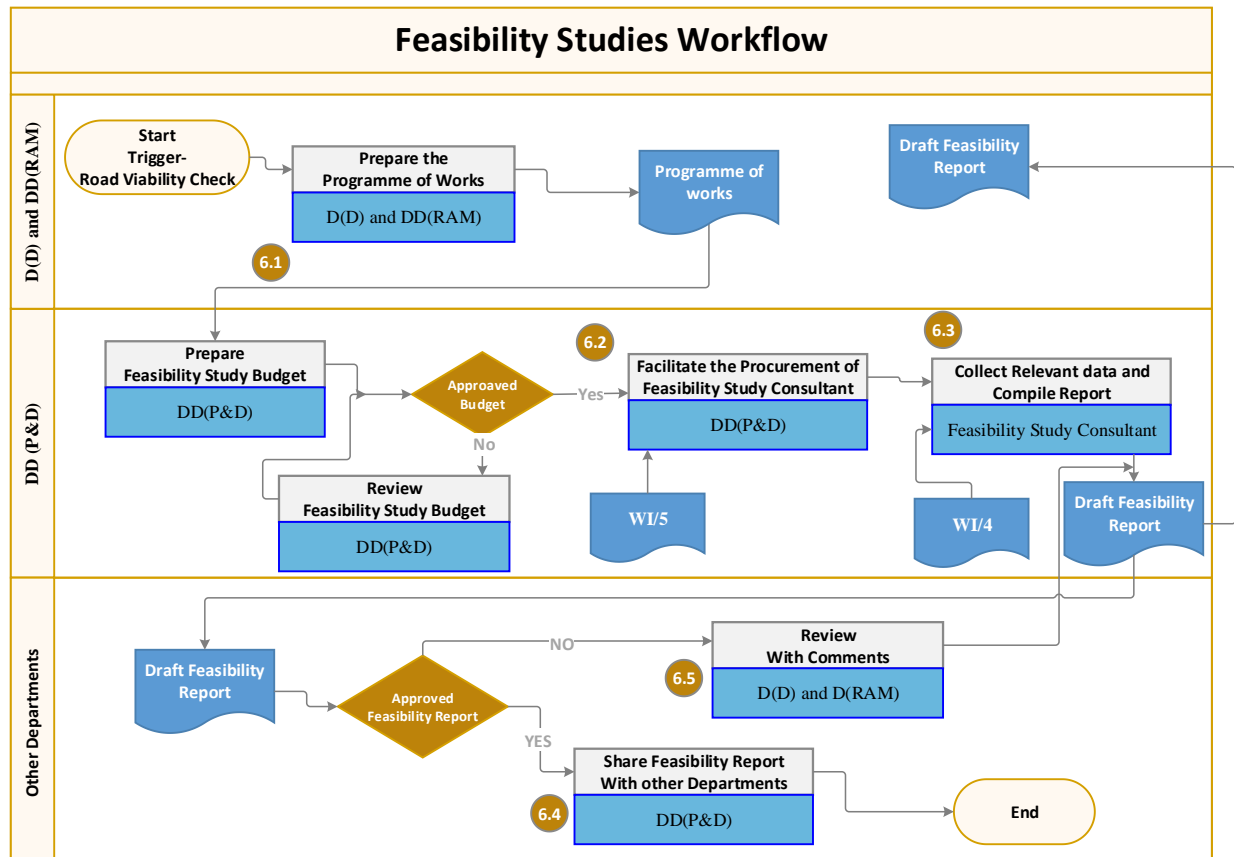 Feasibility Studies Workflow
D(D) and DD(RAM)
Start
Trigger-
Road Viability Check
Prepare the
Programme of Works
D(D) and DD(RAM)
Programme of
works
Draft Feasibility
Report
6.1
DD (P&D)
Prepare
Feasibility Study Budget
DD(P&D)
Approaved
Budget
Yes
No
Review
Feasibility Study Budget
DD(P&D)
6.2
Facilitate the Procurement of
Feasibility Study Consultant
DD(P&D)
WI/5
6.3
Collect Relevant data and
Compile Report
Feasibility Study Consultant
WI/4
Draft Feasibility
Report
Other Departments
Draft Feasibility
Report
Approved
Feasibility Report
NO
YES
Review
With Comments
D(D) and D(RAM)
6.5
Share Feasibility Report
With other Departments
DD(P&D)
6.4
End